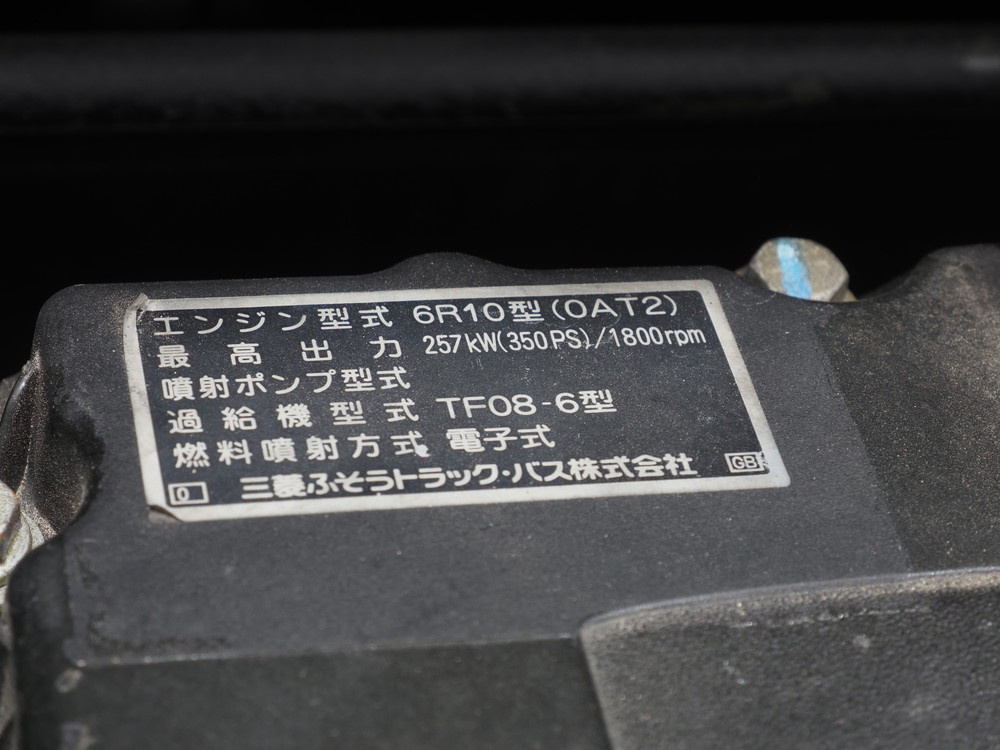 エンジン型式 6R10型(0AT2)
最高出力 257kW(350PS)/1800rpm
噴射ポンプ型式
過給機型式 TF08-6型
燃料噴射方式 電子式
0 三菱ふそうトラック・バス株式会社 GB